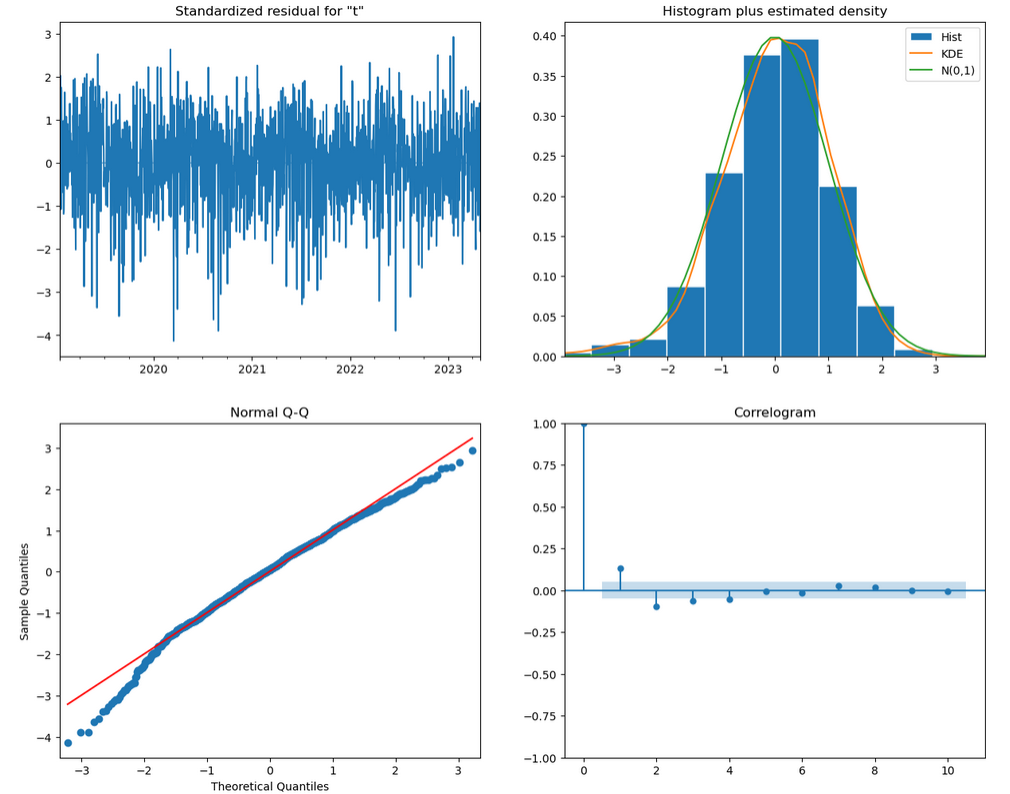 Standardized residual for "t"
3
2
1
0
−1
−2
−3
−4
2020 2021 2022 2023
Histogram plus estimated density
Hist
KDE
N(0,1)
0.40
0.35
0.30
0.25
0.20
0.15
0.10
0.05
0.00
−3 −2 −1 0 1 2 3
Normal Q-Q
Sample Quantiles
3
2
1
0
−1
−2
−3
−4
−3 −2 −1 0 1 2 3
Theoretical Quantiles
Correlogram
1.00
0.75
0.50
0.25
0.00
−0.25
−0.50
−0.75
−1.00
0 2 4 6 8 10